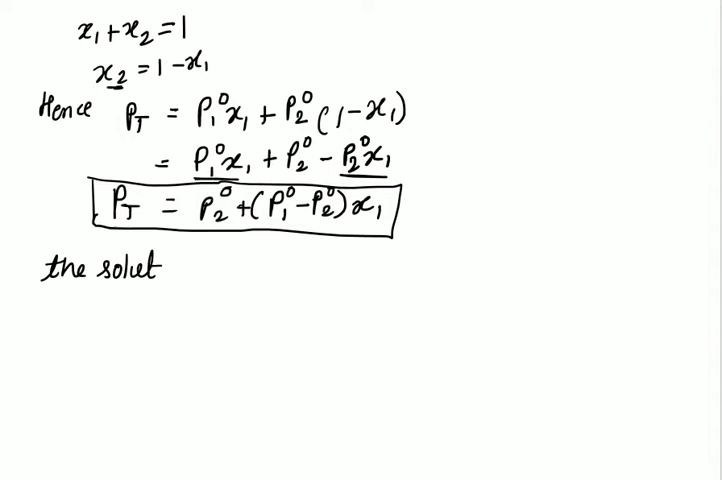 x₁+x₂=1
x₂ =1-x₁
Hence P_T = P₁⁰x₁ + P₂⁰(1-x₁)
= P₁⁰x₁ + P₂⁰ - P₂⁰x₁
P_T = P₂⁰+(P₁⁰-P₂⁰)x₁
the solut